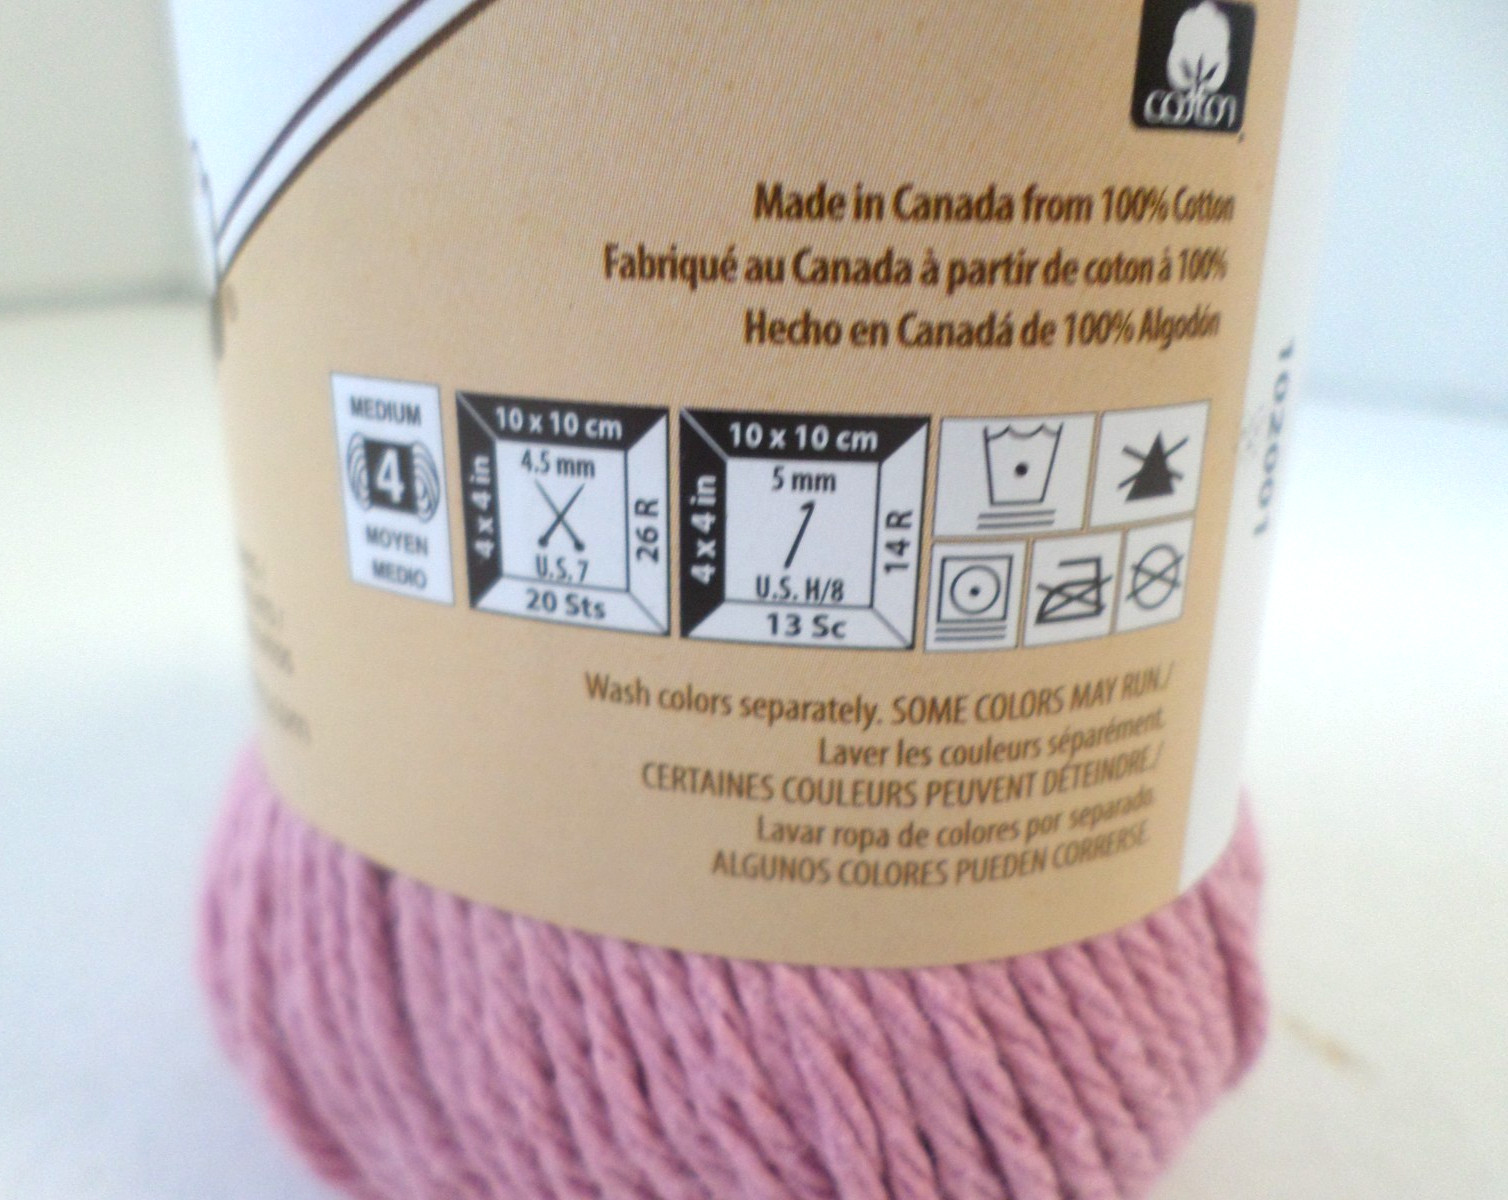 cotton
Made in Canada from 100% Cotton
Fabriqué au Canada à partir de coton à 100%
Hecho en Canadá de 100% Algodón
MEDIUM
4
MOYEN
MEDIO
10 x 10 cm
4 x 4 in
4.5 mm
U.S. 7
26 R
20 Sts
10 x 10 cm
4 x 4 in
5 mm
U.S. H/8
14 R
13 Sc
Wash colors separately. SOME COLORS MAY RUN./
Laver les couleurs séparément.
CERTAINES COULEURS PEUVENT DÉTEINDRE./
Lavar ropa de colores por separado.
ALGUNOS COLORES PUEDEN CORRERSE.